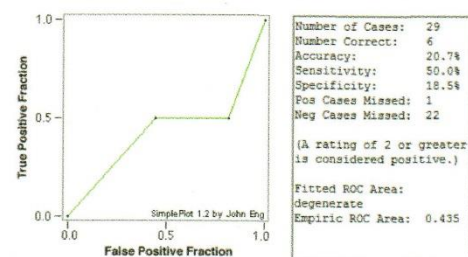 1.0
0.5
0.0
True Positive Fraction
SimplePlot 1.2 by John Eng
0.0
0.5
1.0
False Positive Fraction
Number of Cases: 29
Number Correct: 6
Accuracy: 20.7%
Sensitivity: 50.0%
Specificity: 18.5%
Pos Cases Missed: 1
Neg Cases Missed: 22
(A rating of 2 or greater
is considered positive.)
Fitted ROC Area:
degenerate
Empiric ROC Area: 0.435